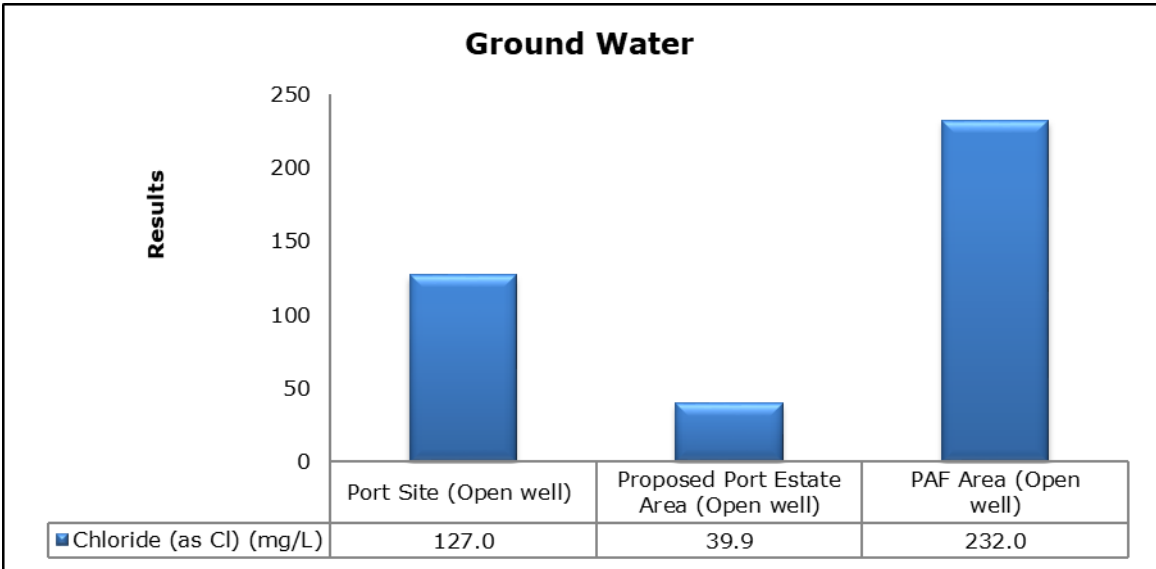 Ground Water
250
200
150
100
50
0
Results
Port Site (Open well)
Proposed Port Estate
Area (Open well)
PAF Area (Open
well)
Chloride (as Cl) (mg/L)
127.0
39.9
232.0